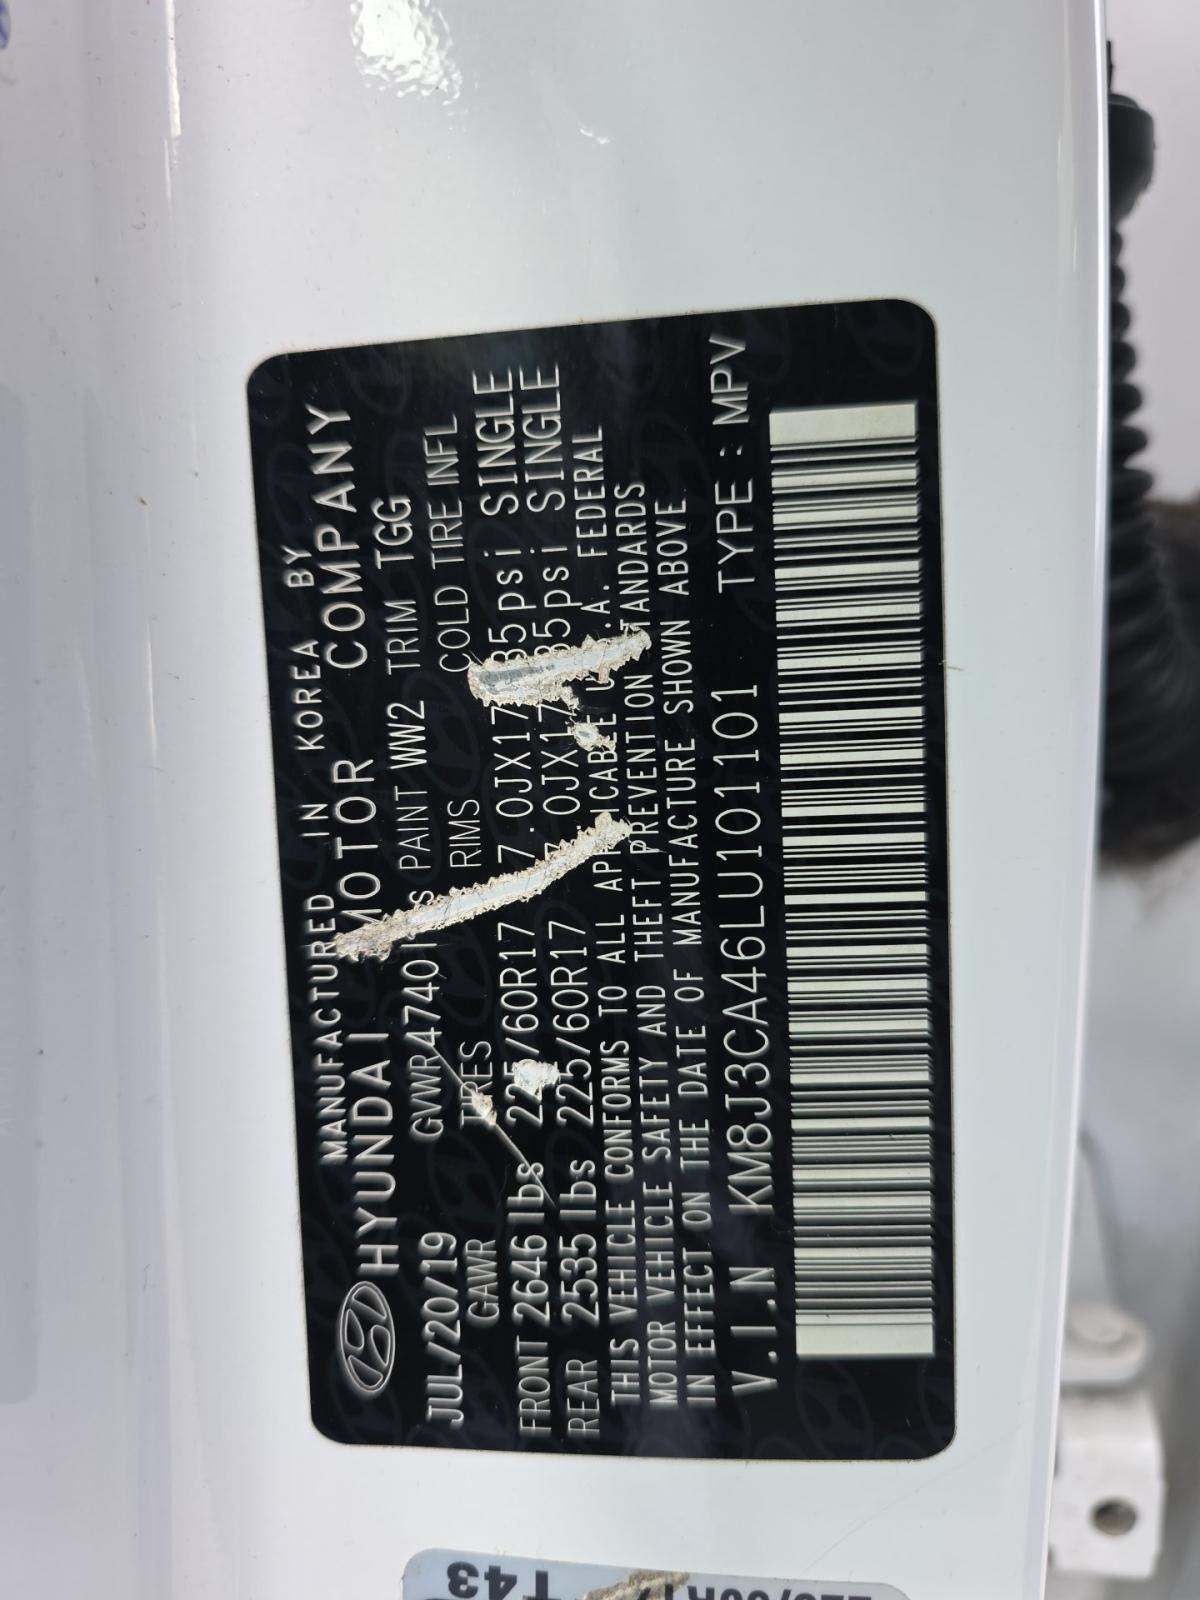 MANUFACTURED IN KOREA BY
HYUNDAI MOTOR COMPANY
JUL/20/19 GVWR 4740 lbs PAINT WW2 TRIM TGG
GAWR TIRES RIMS COLD TIRE INFL
FRONT 2646 lbs 225/60R17 7.0JX17 35psi SINGLE
REAR 2535 lbs 225/60R17 7.0JX17 35psi SINGLE
THIS VEHICLE CONFORMS TO ALL APPLICABLE U.S.A. FEDERAL
MOTOR VEHICLE SAFETY AND THEFT PREVENTION STANDARDS
IN EFFECT ON THE DATE OF MANUFACTURE SHOWN ABOVE.
V.I.N KM8J3CA46LU101101 TYPE : MPV
T43